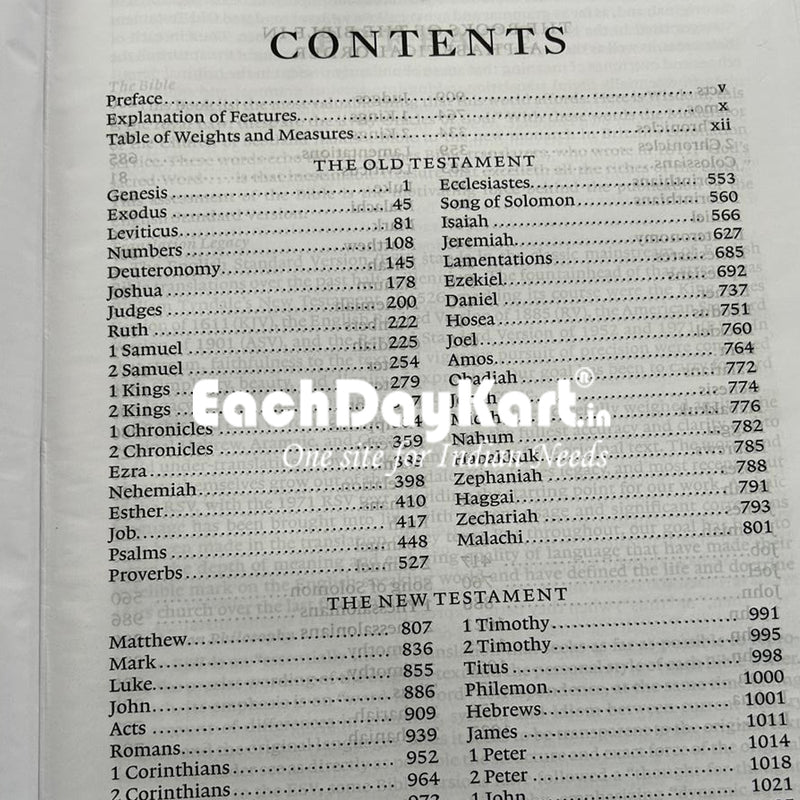 CONTENTS
Preface..........v
Explanation of Features..........x
Table of Weights and Measures..........xii
THE OLD TESTAMENT
Genesis..........1
Exodus..........45
Leviticus..........81
Numbers..........108
Deuteronomy..........145
Joshua..........178
Judges..........200
Ruth..........222
1 Samuel..........225
2 Samuel..........254
1 Kings..........279
2 Kings
1 Chronicles
2 Chronicles..........359
Ezra
Nehemiah..........398
Esther..........410
Job..........417
Psalms..........448
Proverbs..........527
Ecclesiastes..........553
Song of Solomon..........560
Isaiah..........566
Jeremiah..........627
Lamentations..........685
Ezekiel..........692
Daniel..........737
Hosea..........751
Joel..........760
Amos..........764
Obadiah..........772
774
776
Nahum..........782
Habakkuk..........785
Zephaniah..........788
Haggai..........791
Zechariah..........793
Malachi..........801
EachDayKart.in®
One site for Indian Needs
THE NEW TESTAMENT
Matthew..........807
Mark..........836
Luke..........855
John..........886
Acts..........909
Romans..........939
1 Corinthians..........952
2 Corinthians..........964
1 Timothy..........991
2 Timothy..........995
Titus..........998
Philemon..........1000
Hebrews..........1001
James..........1011
1 Peter..........1014
2 Peter..........1018
1 John..........1021